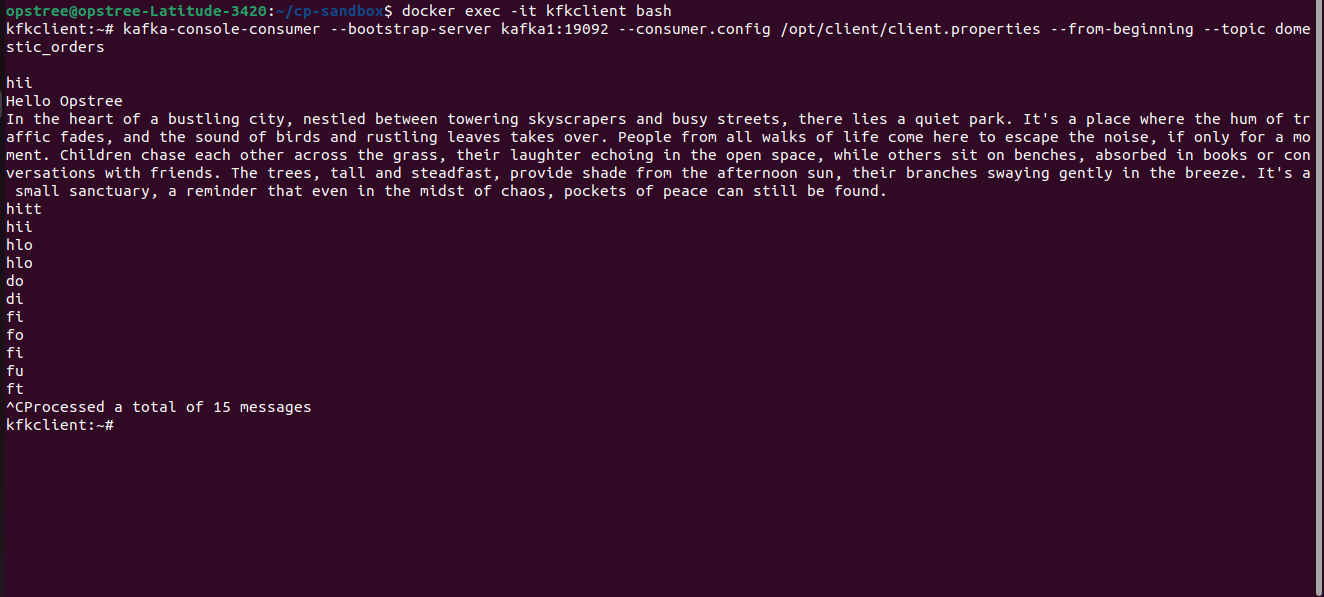 opstree@opstree-Latitude-3420:~/cp-sandbox$ docker exec -it kfkclient bash
kfkclient:~# kafka-console-consumer --bootstrap-server kafka1:19092 --consumer.config /opt/client/client.properties --from-beginning --topic dome
stic_orders

hii
Hello Opstree
In the heart of a bustling city, nestled between towering skyscrapers and busy streets, there lies a quiet park. It's a place where the hum of tr
affic fades, and the sound of birds and rustling leaves takes over. People from all walks of life come here to escape the noise, if only for a mo
ment. Children chase each other across the grass, their laughter echoing in the open space, while others sit on benches, absorbed in books or con
versations with friends. The trees, tall and steadfast, provide shade from the afternoon sun, their branches swaying gently in the breeze. It's a
 small sanctuary, a reminder that even in the midst of chaos, pockets of peace can still be found.
hitt
hii
hlo
hlo
do
di
fi
fo
fi
fu
ft
^CProcessed a total of 15 messages
kfkclient:~#